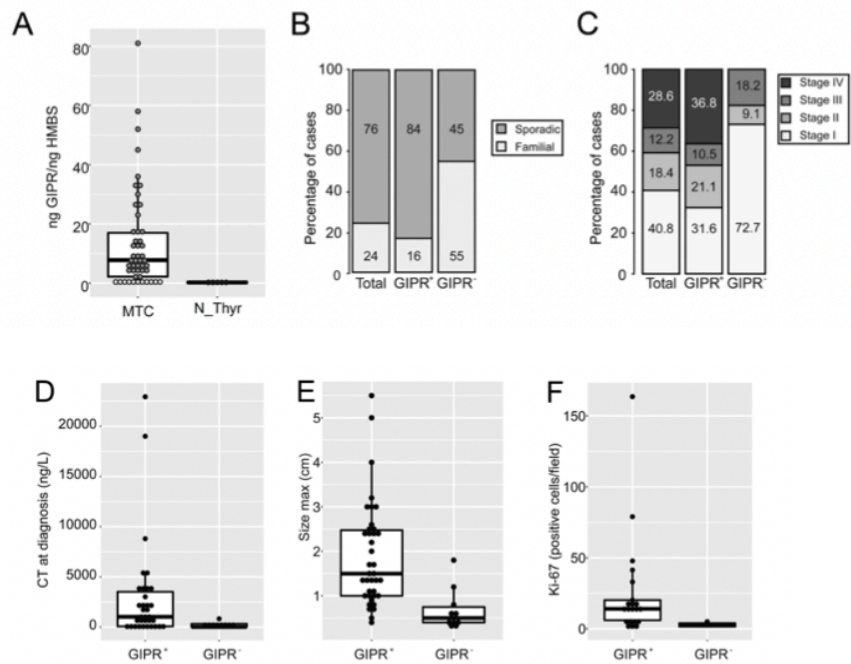 A
ng GIPR/ng HMBS
80
60
40
20
0
MTC
N_Thyr
B
Percentage of cases
100
80
60
40
20
0
76
84
45
24
16
55
Total
GIPR+
GIPR-
Sporadic
Familial
C
Percentage of cases
100
80
60
40
20
0
28.6
36.8
18.2
12.2
10.5
9.1
18.4
21.1
40.8
31.6
72.7
Total
GIPR+
GIPR-
Stage IV
Stage III
Stage II
Stage I
D
CT at diagnosis (ng/L)
20000
15000
10000
5000
0
GIPR+
GIPR-
E
Size max (cm)
5
4
3
2
1
GIPR+
GIPR-
F
Ki-67 (positive cells/field)
150
100
50
0
GIPR+
GIPR-